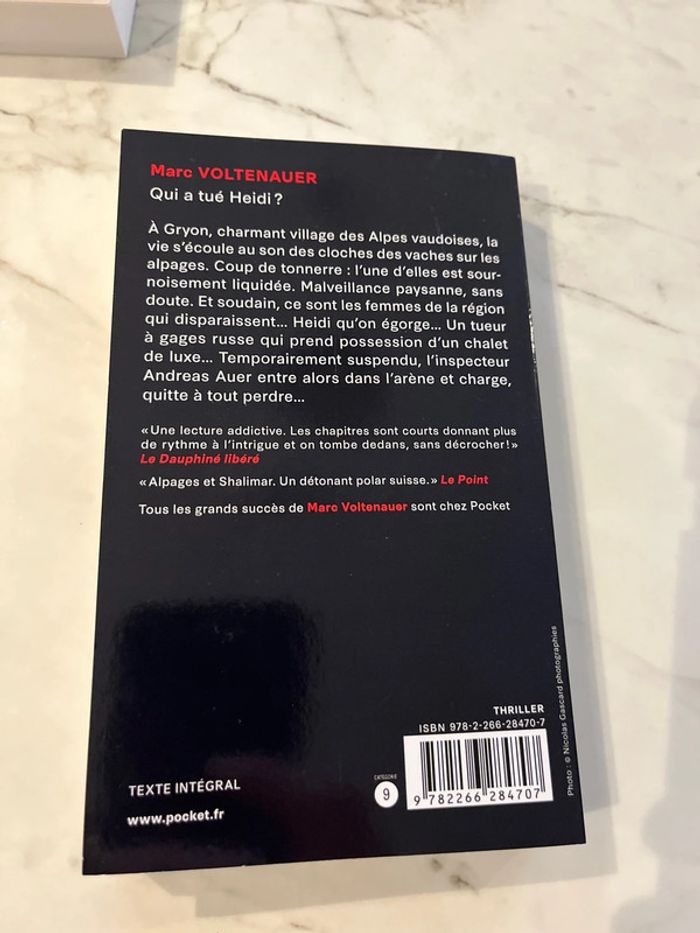 Marc VOLTENAUER
Qui a tué Heidi ?
À Gryon, charmant village des Alpes vaudoises, la
vie s'écoule au son des cloches des vaches sur les
alpages. Coup de tonnerre : l'une d'elles est sour-
noisement liquidée. Malveillance paysanne, sans
doute. Et soudain, ce sont les femmes de la région
qui disparaissent... Heidi qu'on égorge... Un tueur
à gages russe qui prend possession d'un chalet
de luxe... Temporairement suspendu, l'inspecteur
Andreas Auer entre alors dans l'arène et charge,
quitte à tout perdre...
« Une lecture addictive. Les chapitres sont courts donnant plus
de rythme à l'intrigue et on tombe dedans, sans décrocher ! »
Le Dauphiné libéré
« Alpages et Shalimar. Un détonant polar suisse. » Le Point
Tous les grands succès de Marc Voltenauer sont chez Pocket
THRILLER
ISBN 978-2-266-28470-7
CATÉGORIE
9
9 782266 284707
TEXTE INTÉGRAL
www.pocket.fr
Photo : © Nicolas Gascard photographies